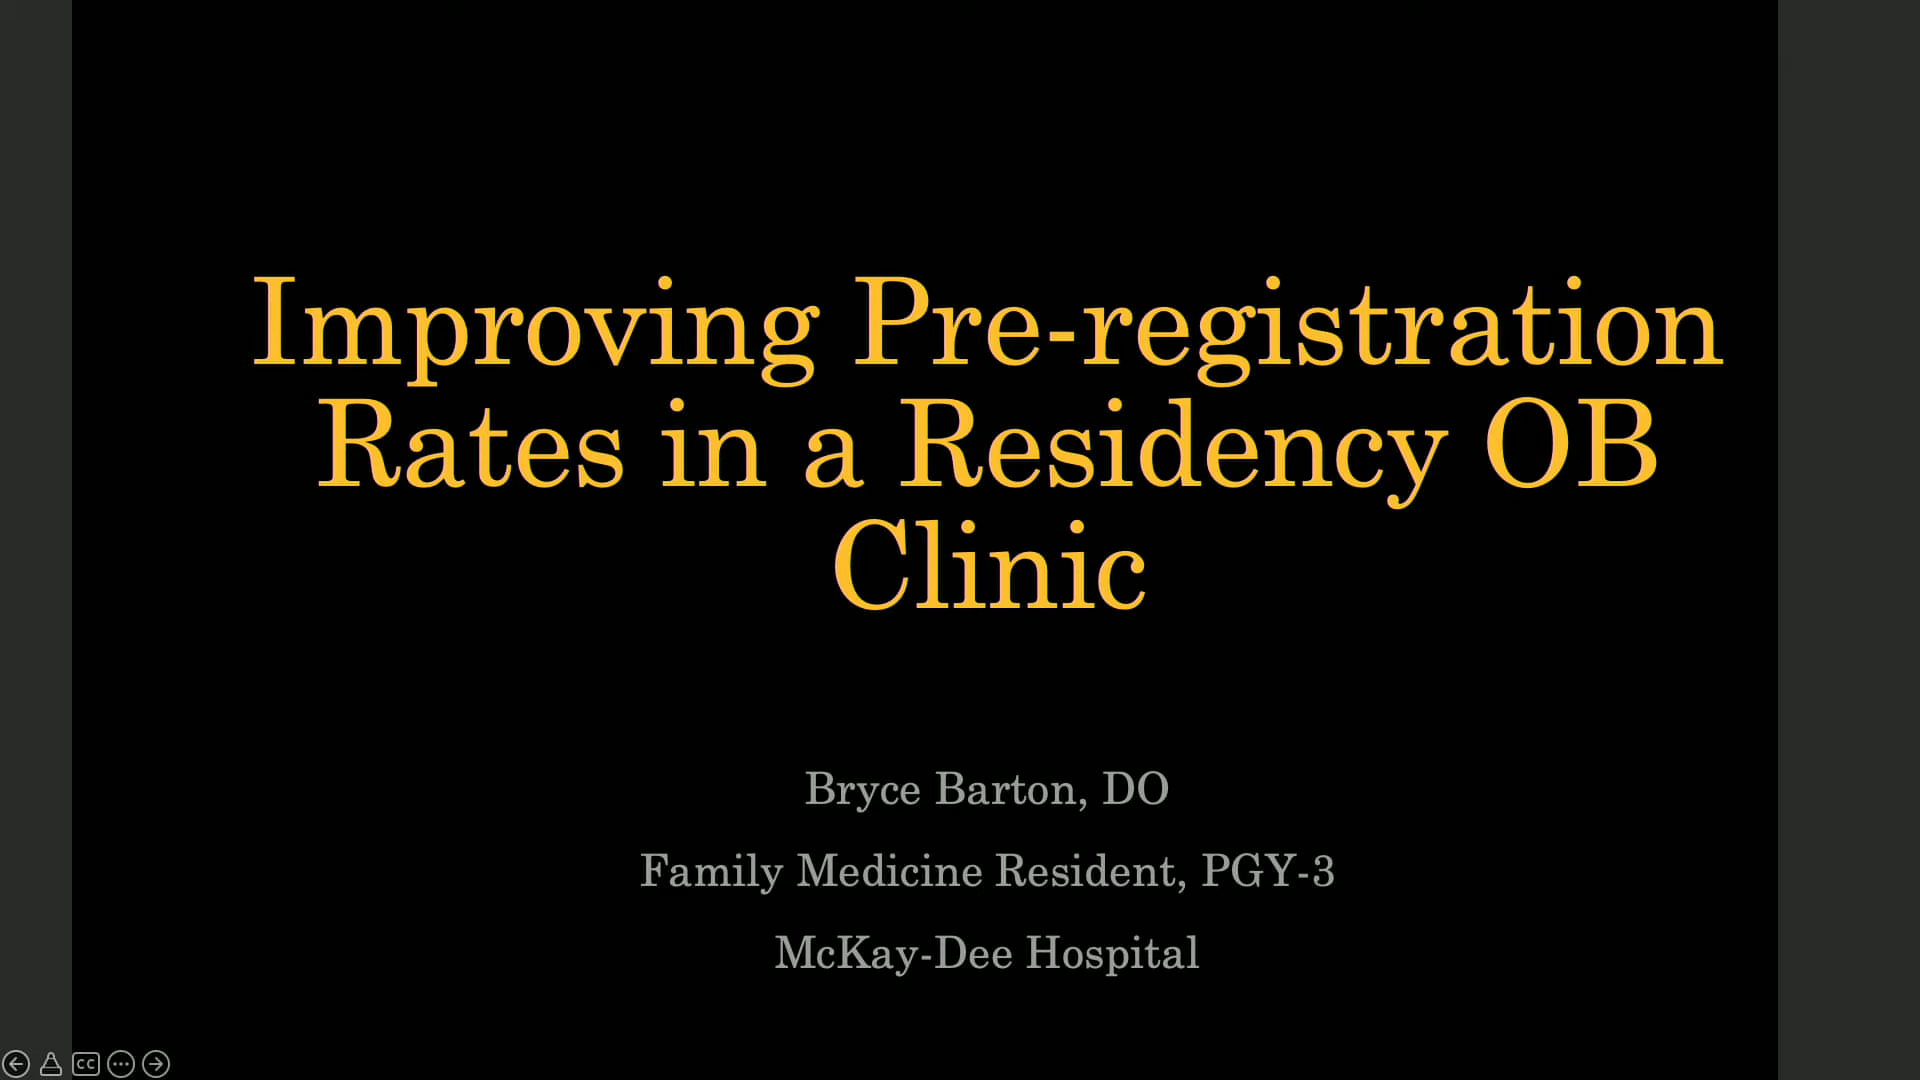 Improving Pre-registration
Rates in a Residency OB
Clinic
Bryce Barton, DO
Family Medicine Resident, PGY-3
McKay-Dee Hospital
CC